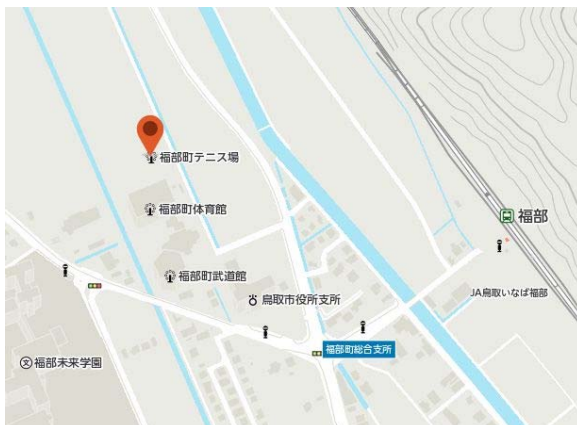 福部町テニス場
福部町体育館
福部
福部町武道館
鳥取市役所支所
JA鳥取いなば福部
福部町総合支所
文
福部未来学園